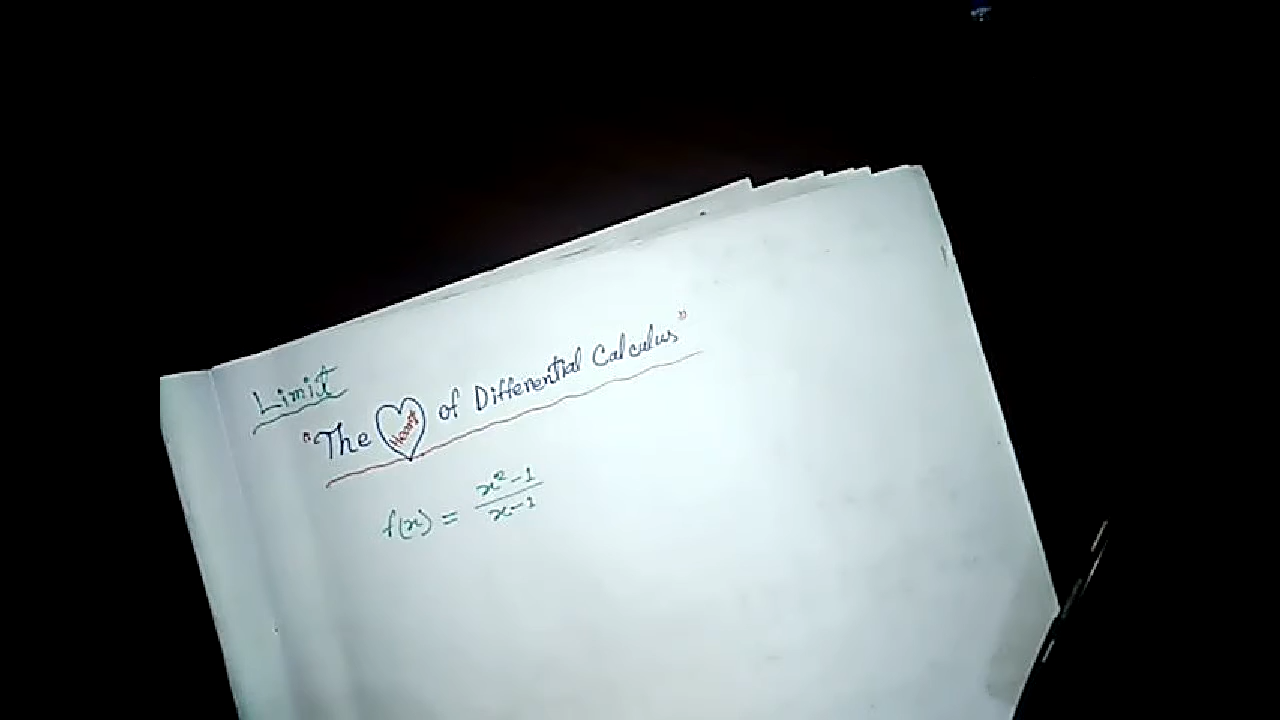 Limit
"The Heart of Differential Calculus"
f(x) = x²-1 / x-1